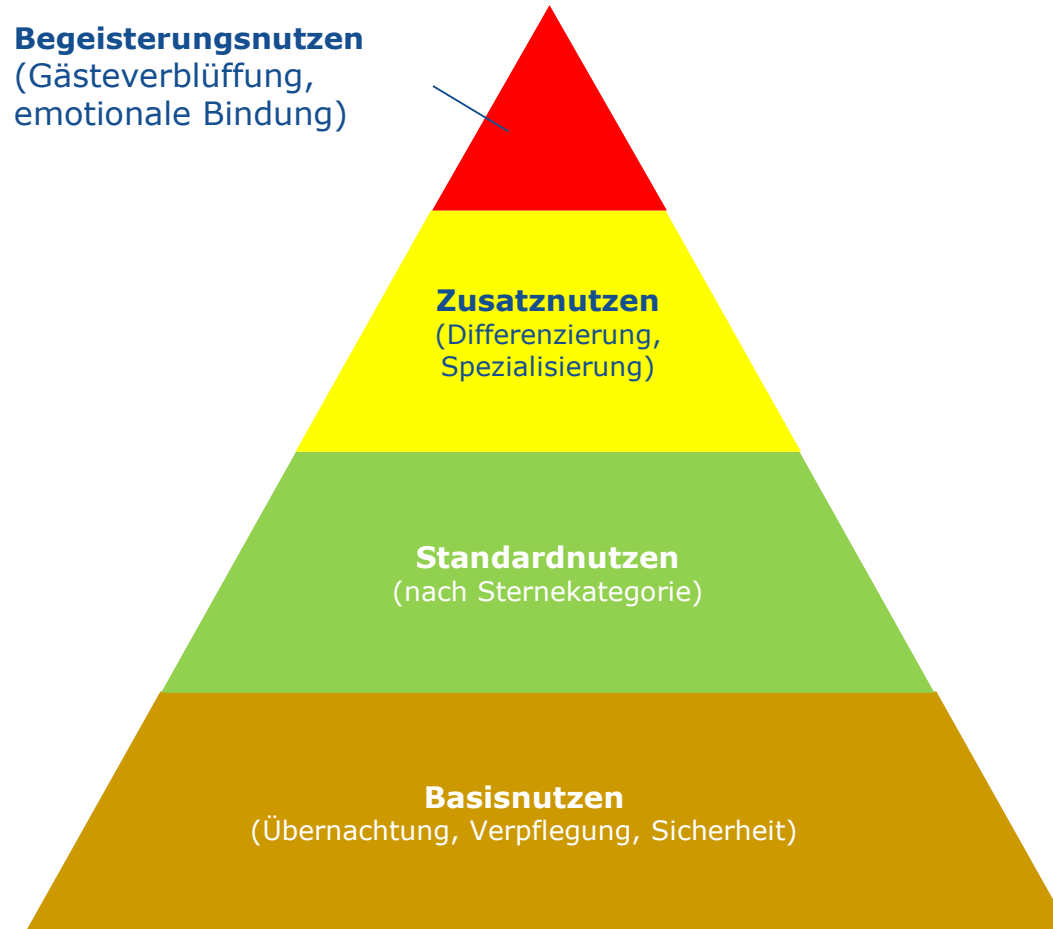 Begeisterungsnutzen
(Gästeverblüffung,
emotionale Bindung)
Zusatznutzen
(Differenzierung,
Spezialisierung)
Standardnutzen
(nach Sternekategorie)
Basisnutzen
(Übernachtung, Verpflegung, Sicherheit)